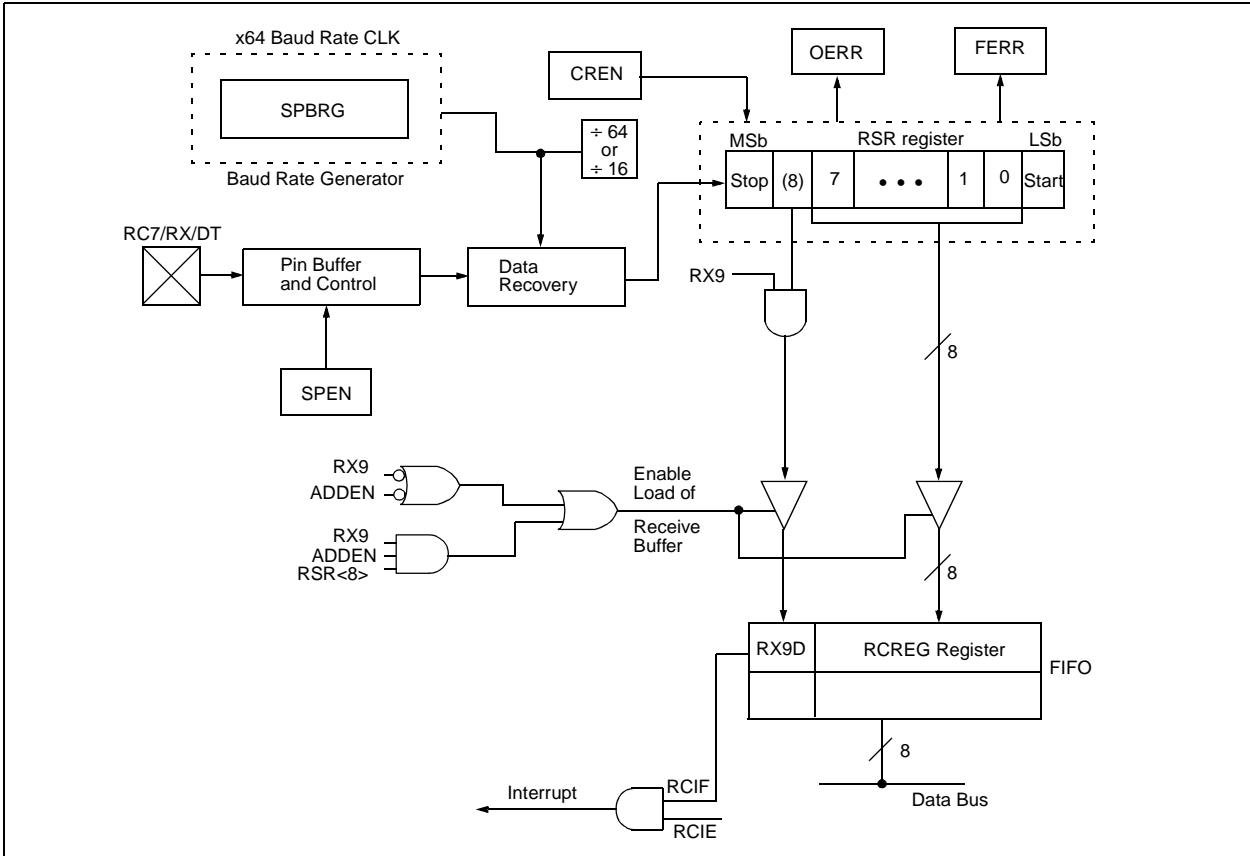 x64 Baud Rate CLK
SPBRG
Baud Rate Generator
CREN
OERR
FERR
÷ 64
or
÷ 16
MSb
RSR register
LSb
Stop
(8)
7
• • •
1
0
Start
RC7/RX/DT
Pin Buffer
and Control
Data
Recovery
SPEN
RX9
8
RX9
ADDEN
RX9
ADDEN
RSR<8>
Enable
Load of
Receive
Buffer
8
RX9D
RCREG Register
FIFO
8
Data Bus
Interrupt
RCIF
RCIE